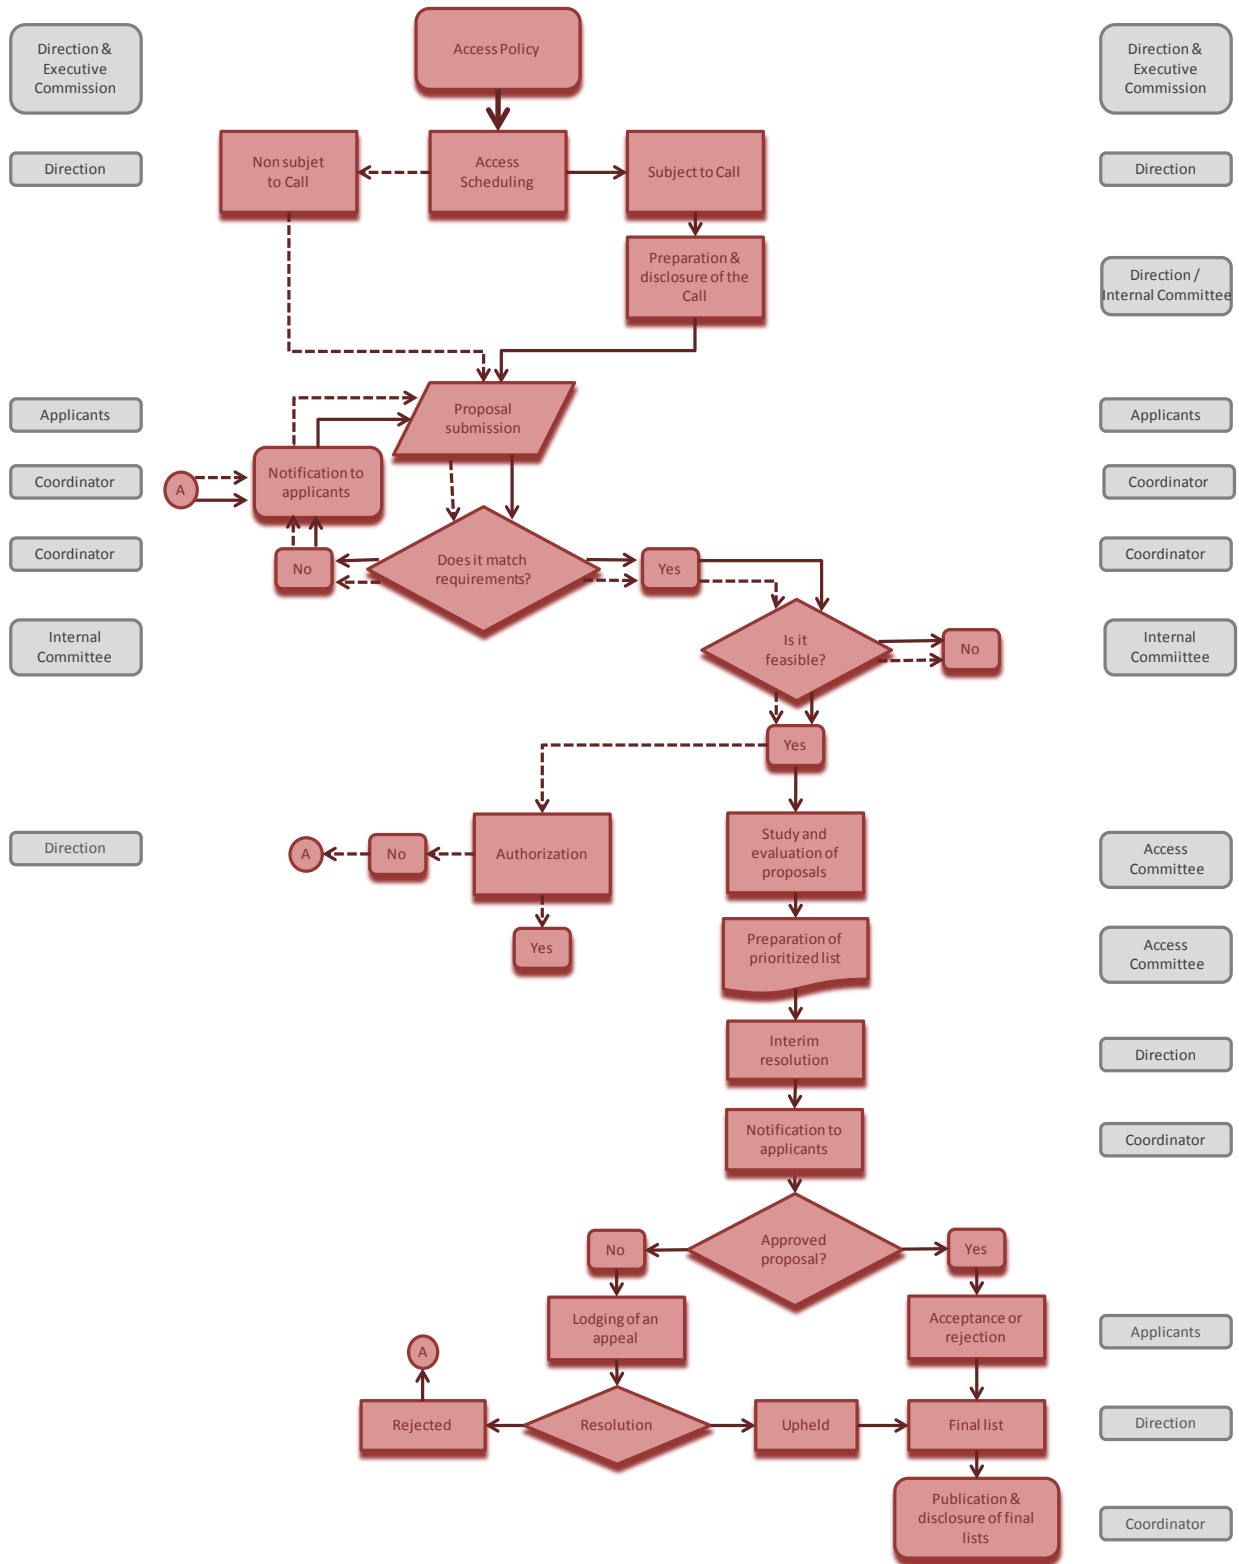 Direction &
Executive
Commission
Access Policy
Direction &
Executive
Commission
Direction
Non subjet
to Call
Access
Scheduling
Subject to Call
Direction
Preparation &
disclosure of the
Call
Direction /
Internal Committee
Applicants
Proposal
submission
Applicants
Coordinator
A
Notification to
applicants
Coordinator
Coordinator
No
Does it match
requirements?
Yes
Coordinator
Internal
Committee
Is it
feasible?
No
Internal
Commiittee
Yes
Direction
A
No
Authorization
Study and
evaluation of
proposals
Access
Committee
Yes
Preparation of
prioritized list
Access
Committee
Interim
resolution
Direction
Notification to
applicants
Coordinator
No
Approved
proposal?
Yes
Lodging of an
appeal
Acceptance or
rejection
Applicants
A
Rejected
Resolution
Upheld
Final list
Direction
Publication &
disclosure of final
lists
Coordinator